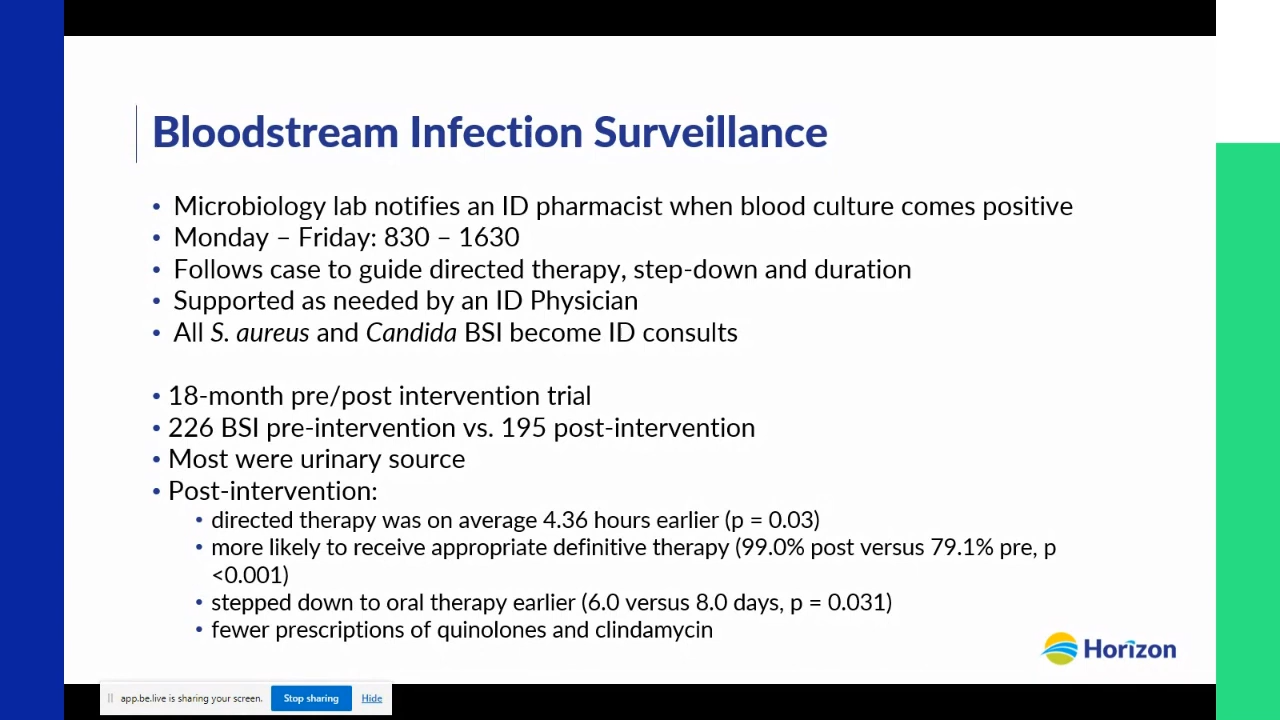 Bloodstream Infection Surveillance
• Microbiology lab notifies an ID pharmacist when blood culture comes positive
• Monday – Friday: 830 – 1630
• Follows case to guide directed therapy, step-down and duration
• Supported as needed by an ID Physician
• All S. aureus and Candida BSI become ID consults
• 18-month pre/post intervention trial
• 226 BSI pre-intervention vs. 195 post-intervention
• Most were urinary source
• Post-intervention:
• directed therapy was on average 4.36 hours earlier (p = 0.03)
• more likely to receive appropriate definitive therapy (99.0% post versus 79.1% pre, p
<0.001)
• stepped down to oral therapy earlier (6.0 versus 8.0 days, p = 0.031)
• fewer prescriptions of quinolones and clindamycin
Horizon
app.be.live is sharing your screen. Stop sharing Hide